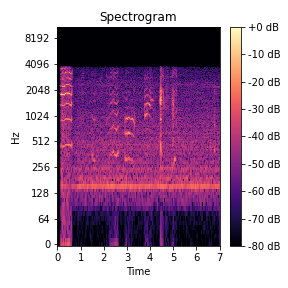 Spectrogram
8192
4096
2048
1024
512
256
128
64
0
Hz
0 1 2 3 4 5 6 7
Time
+0 dB
-10 dB
-20 dB
-30 dB
-40 dB
-50 dB
-60 dB
-70 dB
-80 dB